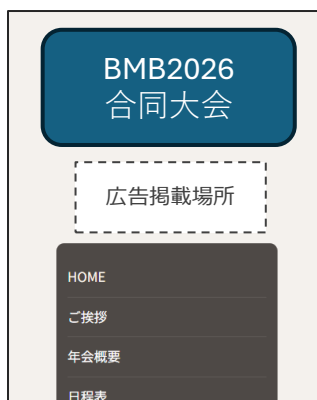 BMB2026
合同大会
広告掲載場所
HOME
ご挨拶
年会概要
日程表